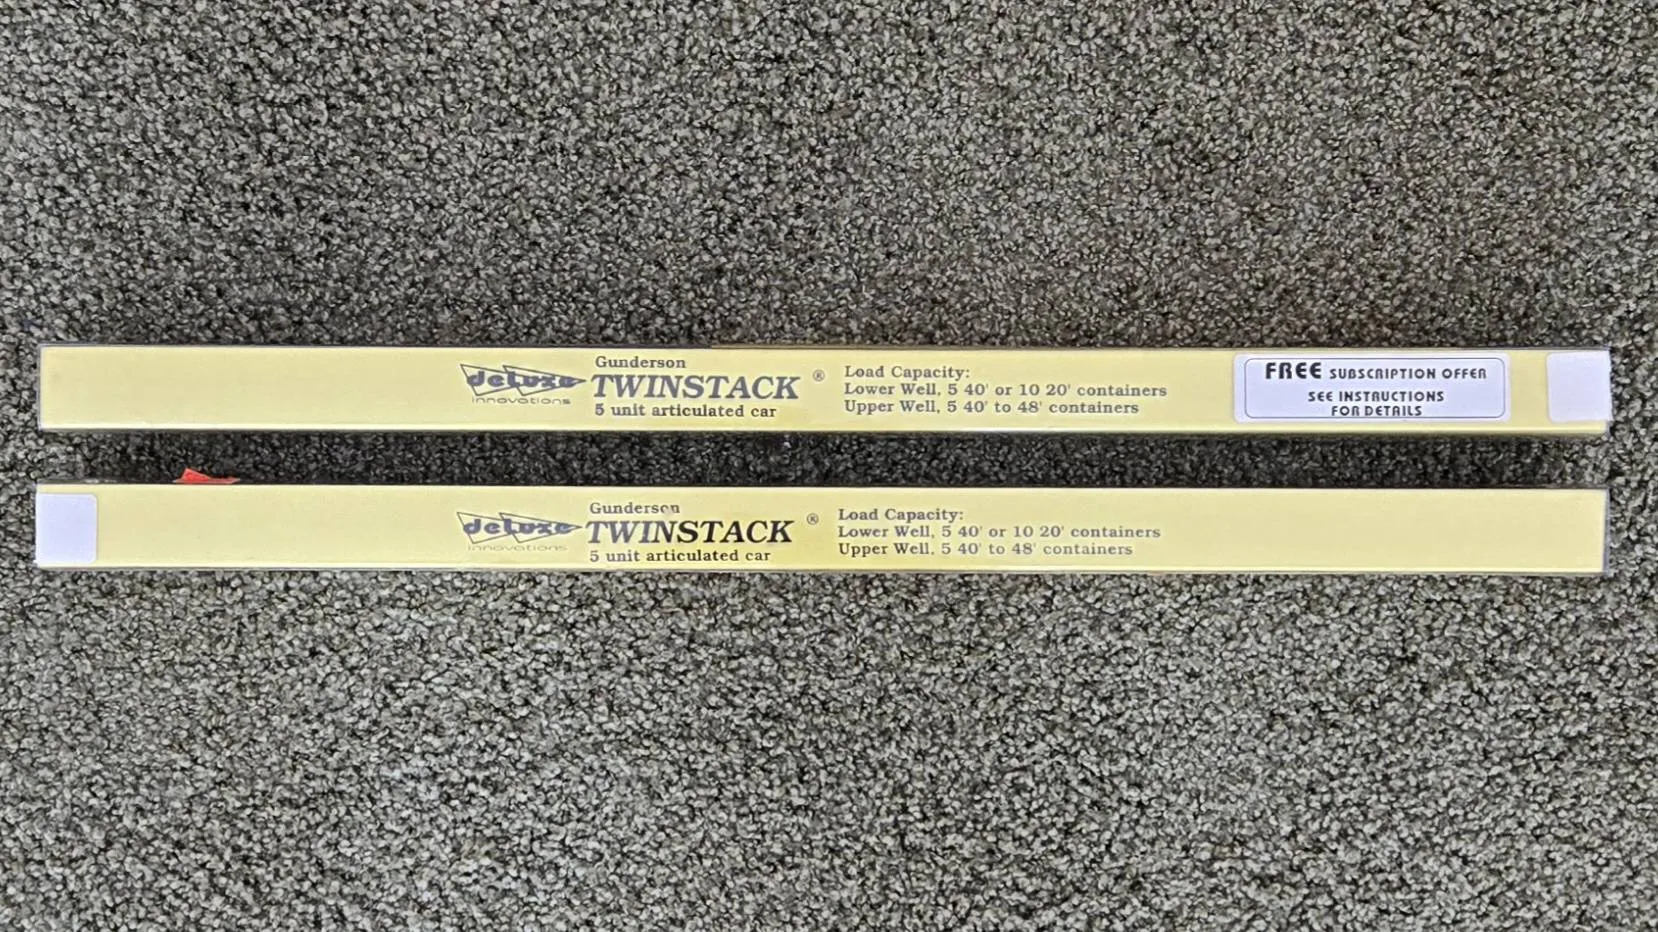 Gunderson
deluxe TWINSTACK ®
innovations
5 unit articulated car
Load Capacity:
Lower Well, 5 40' or 10 20' containers
Upper Well, 5 40' to 48' containers
FREE SUBSCRIPTION OFFER
SEE INSTRUCTIONS
FOR DETAILS
Gunderson
deluxe TWINSTACK ®
innovations
5 unit articulated car
Load Capacity:
Lower Well, 5 40' or 10 20' containers
Upper Well, 5 40' to 48' containers